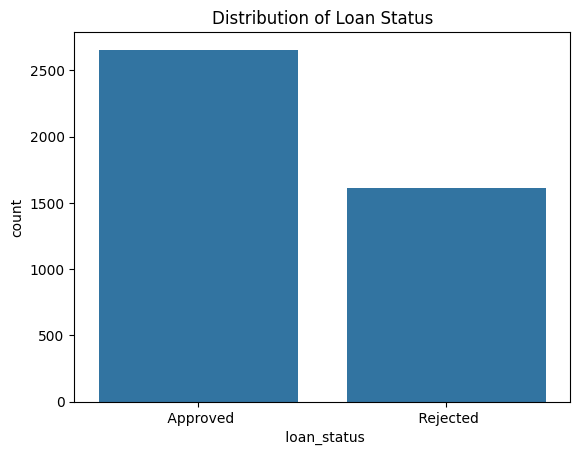 Distribution of Loan Status
count
2500
2000
1500
1000
500
0
Approved Rejected
loan_status